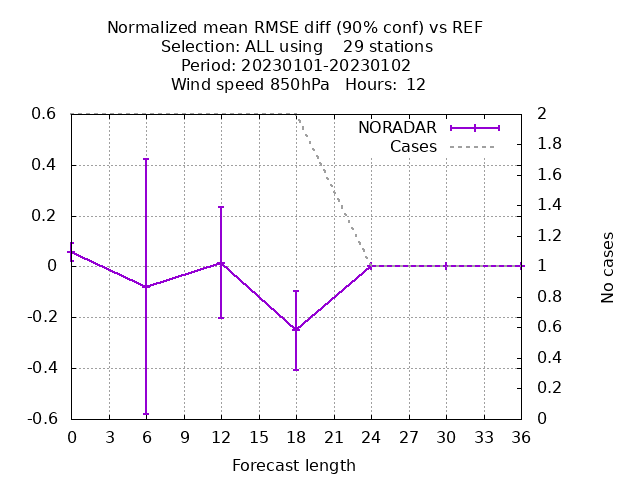 Normalized mean RMSE diff (90% conf) vs REF
Selection: ALL using    29 stations
Period: 20230101-20230102
Wind speed 850hPa   Hours: 12
0.6
0.4
0.2
0
-0.2
-0.4
-0.6
NORADAR
Cases
2
1.8
1.6
1.4
1.2
1
0.8
0.6
0.4
0.2
0
No cases
0 3 6 9 12 15 18 21 24 27 30 33 36
Forecast length